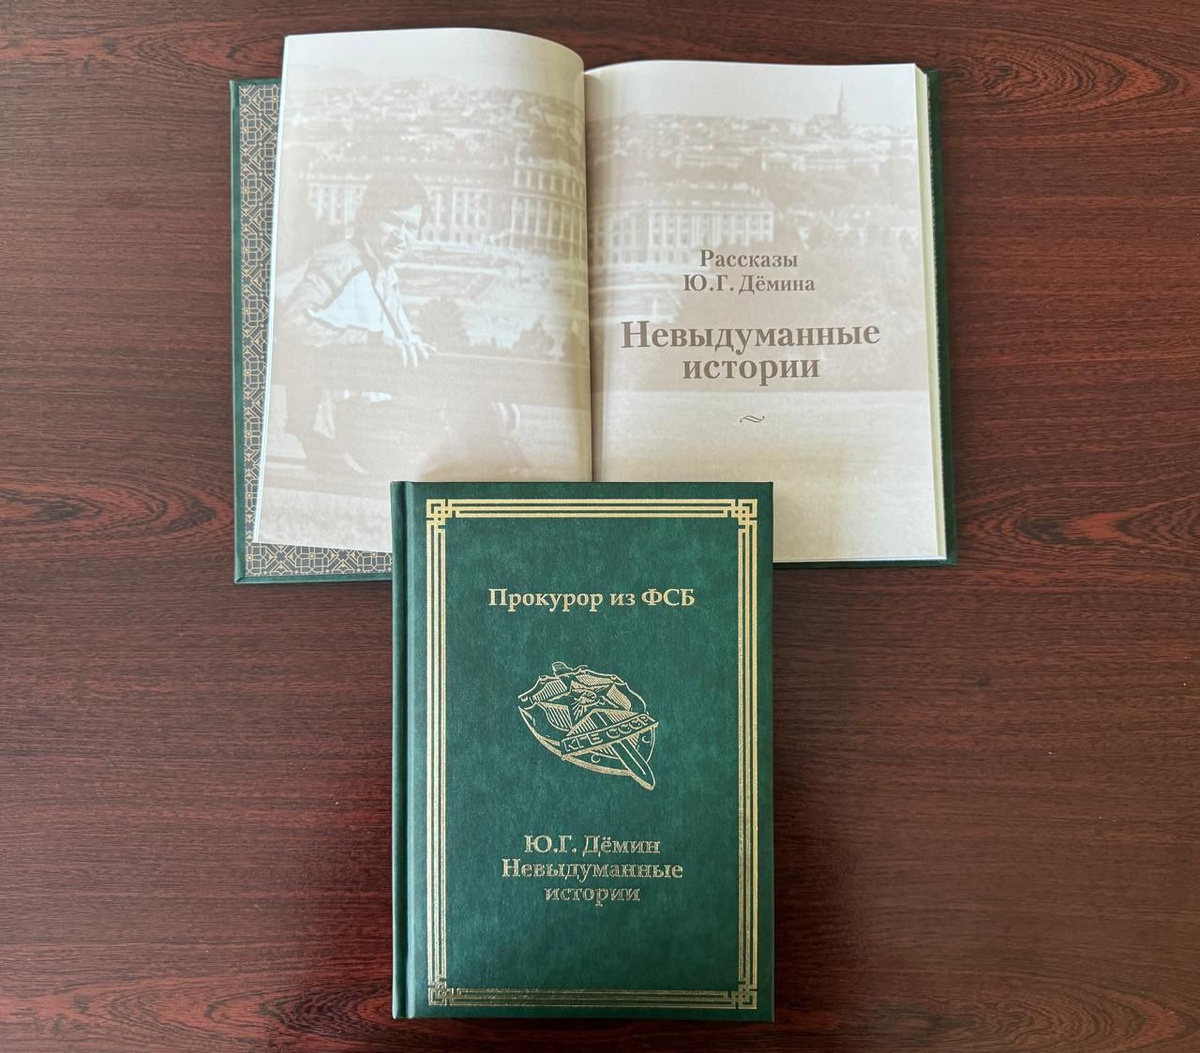 Рассказы
Ю.Г. Дёмина
Невыдуманные
истории
Прокурор из ФСБ
КГБ СССР
Ю.Г. Дёмин
Невыдуманные
истории